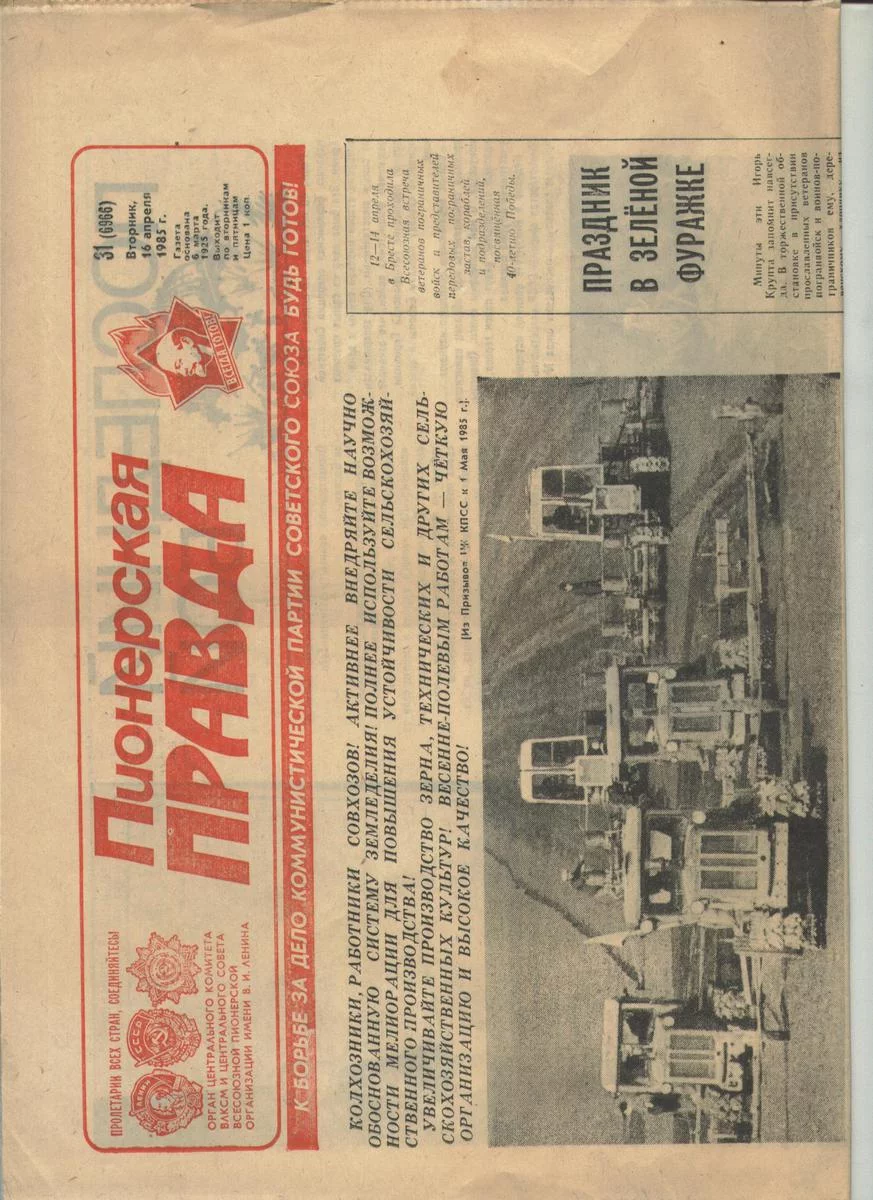 ПРОЛЕТАРИИ ВСЕХ СТРАН, СОЕДИНЯЙТЕСЬ!
ЛЕНИН
СССР
ОРГАН ЦЕНТРАЛЬНОГО КОМИТЕТА
ВЛКСМ И ЦЕНТРАЛЬНОГО СОВЕТА
ВСЕСОЮЗНОЙ ПИОНЕРСКОЙ
ОРГАНИЗАЦИИ ИМЕНИ В. И. ЛЕНИНА
Пионерская
ПРАВДА
ВСЕГДА ГОТОВ!
31 (6966)
Вторник,
16 апреля
1985 г.
Газета
основана
6 марта
1925 года.
Выходит
по вторникам
и пятницам
Цена 1 коп.
К БОРЬБЕ ЗА ДЕЛО КОММУНИСТИЧЕСКОЙ ПАРТИИ СОВЕТСКОГО СОЮЗА БУДЬ ГОТОВ!
КОЛХОЗНИКИ, РАБОТНИКИ СОВХОЗОВ! АКТИВНЕЕ ВНЕДРЯЙТЕ НАУЧНО
ОБОСНОВАННУЮ СИСТЕМУ ЗЕМЛЕДЕЛИЯ! ПОЛНЕЕ ИСПОЛЬЗУЙТЕ ВОЗМОЖ-
НОСТИ МЕЛИОРАЦИИ ДЛЯ ПОВЫШЕНИЯ УСТОЙЧИВОСТИ СЕЛЬСКОХОЗЯЙ-
СТВЕННОГО ПРОИЗВОДСТВА!
УВЕЛИЧИВАЙТЕ ПРОИЗВОДСТВО ЗЕРНА, ТЕХНИЧЕСКИХ И ДРУГИХ СЕЛЬ-
СКОХОЗЯЙСТВЕННЫХ КУЛЬТУР! ВЕСЕННЕ-ПОЛЕВЫМ РАБОТАМ — ЧЕТКУЮ
ОРГАНИЗАЦИЮ И ВЫСОКОЕ КАЧЕСТВО!
(Из Призывов ЦК КПСС к 1 Мая 1985 г.).
12—14 апреля
в Бресте проходила
Всесоюзная встреча
ветеранов пограничных
войск и представителей
передовых пограничных
застав, кораблей
и подразделений,
посвящённая
40-летию Победы.
ПРАЗДНИК
В ЗЕЛЁНОЙ
ФУРАЖКЕ
Минуты эти Игорь
Крупта запомнит навсег-
да. В торжественной об-
становке в присутствии
прославленных ветеранов
погранвойск и воинов-по-
граничников ему, дере-